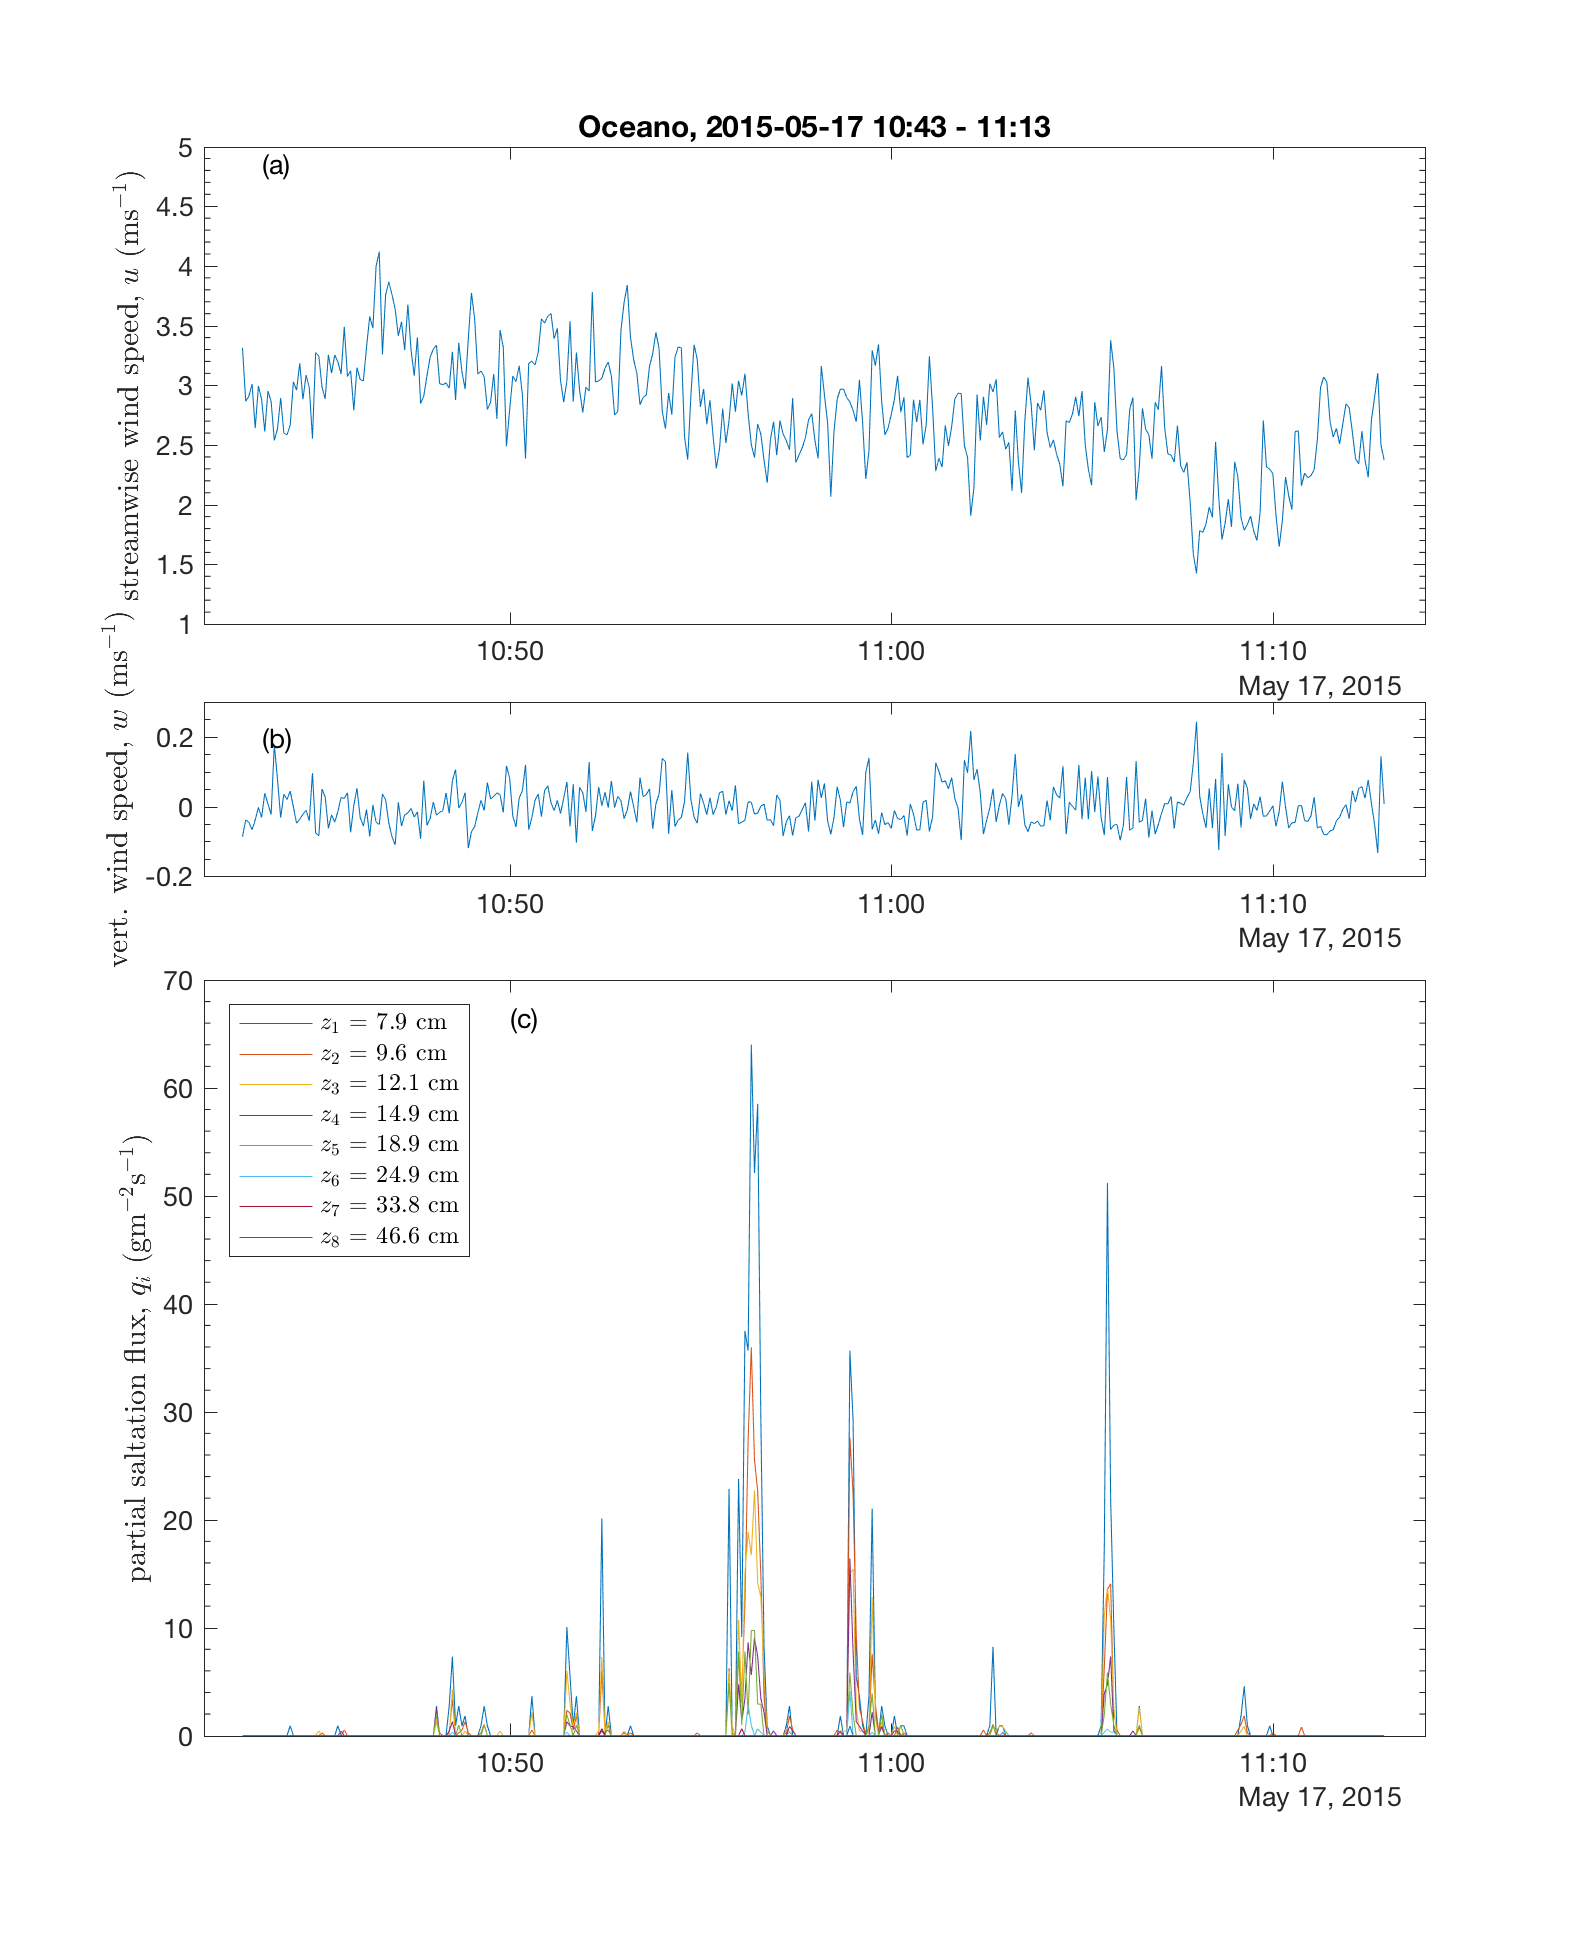 Oceano, 2015-05-17 10:43 - 11:13
(a)
streamwise wind speed, u (ms⁻¹)
5
4.5
4
3.5
3
2.5
2
1.5
1
10:50 11:00 11:10
May 17, 2015
(b)
vert. wind speed, w (ms⁻¹)
0.2
0
-0.2
10:50 11:00 11:10
May 17, 2015
(c)
partial saltation flux, qᵢ (gm⁻²s⁻¹)
70
60
50
40
30
20
10
0
z₁ = 7.9 cm
z₂ = 9.6 cm
z₃ = 12.1 cm
z₄ = 14.9 cm
z₅ = 18.9 cm
z₆ = 24.9 cm
z₇ = 33.8 cm
z₈ = 46.6 cm
10:50 11:00 11:10
May 17, 2015